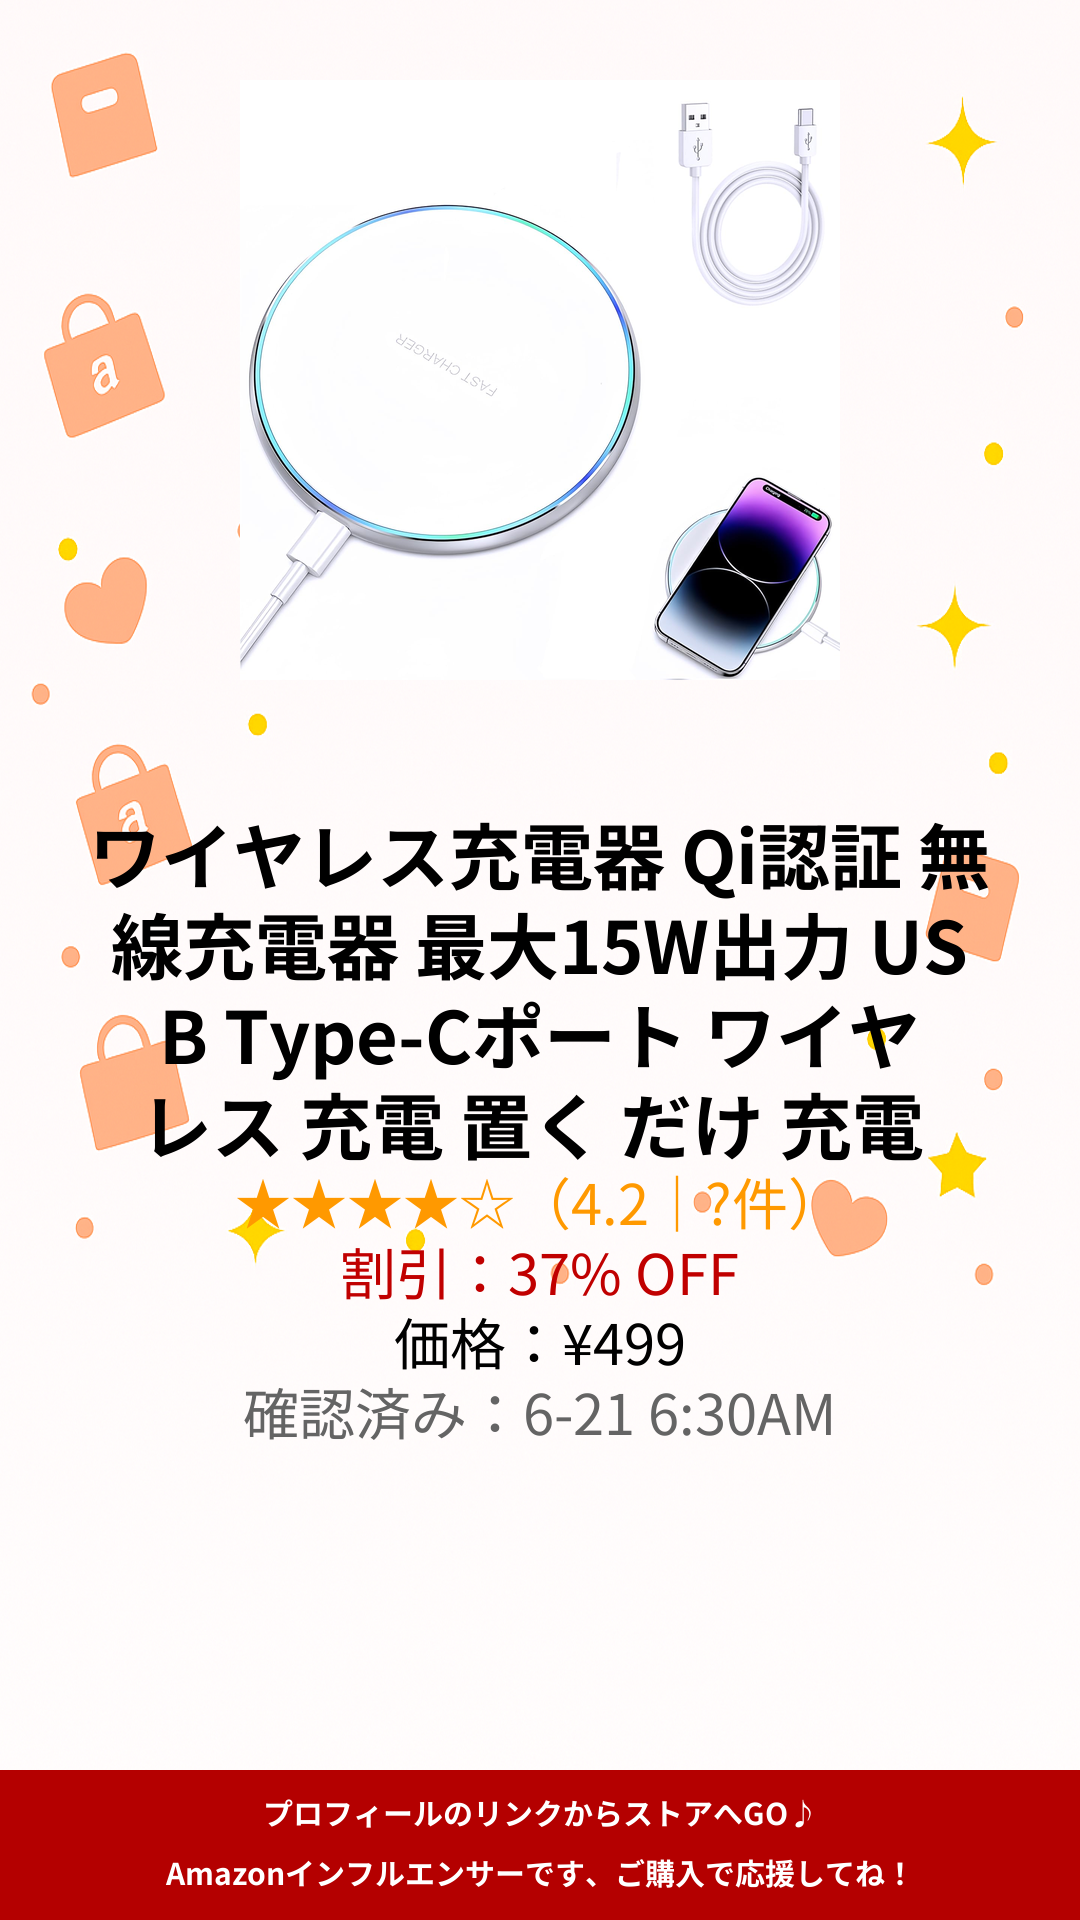 FAST CHARGER
a
a
ワイヤレス充電器 Qi認証 無
線充電器 最大15W出力 US
B Type-Cポート ワイヤ
レス 充電 置く だけ 充電
★★★★☆（4.2｜?件）
割引：37% OFF
価格：¥499
確認済み：6-21 6:30AM
プロフィールのリンクからストアへGO♪
Amazonインフルエンサーです、ご購入で応援してね！